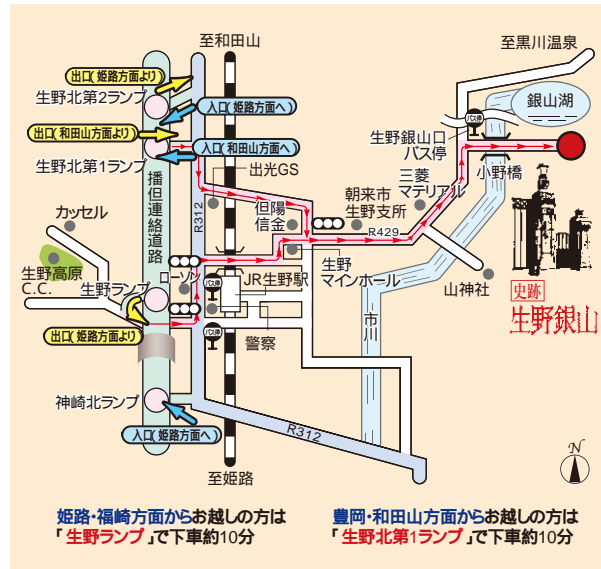 至和田山
至黒川温泉
出口(姫路方面より)
生野北第2ランプ
入口(姫路方面へ)
銀山湖
バス停
出口(和田山方面より)
生野銀山口
バス停
入口(和田山方面へ)
生野北第1ランプ
小野橋
出光GS
三菱
マテリアル
朝来市
生野支所
播但連絡道路
R312
但陽
信金
カッセル
R429
生野高原
C.C.
ローソン
生野
マインホール
JR生野駅
バス停
山神社
史跡
生野銀山
生野ランプ
市川
出口(姫路方面より)
バス停
警察
神崎北ランプ
入口(姫路方面へ)
R312
至姫路
N
姫路・福崎方面からお越しの方は
「生野ランプ」で下車約10分
豊岡・和田山方面からお越しの方は
「生野北第1ランプ」で下車約10分